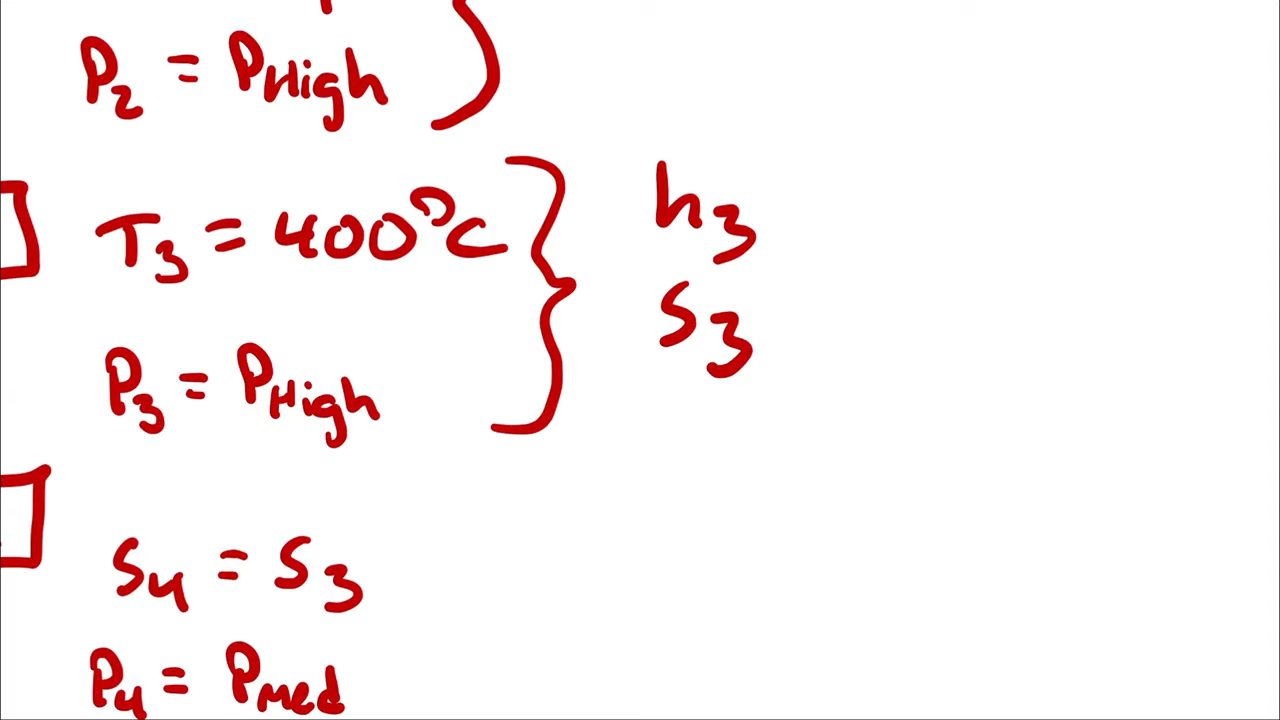 P2 = PHigh
T3 = 400°C
h3
S3
P3 = PHigh
S4 = S3
P4 = PMed